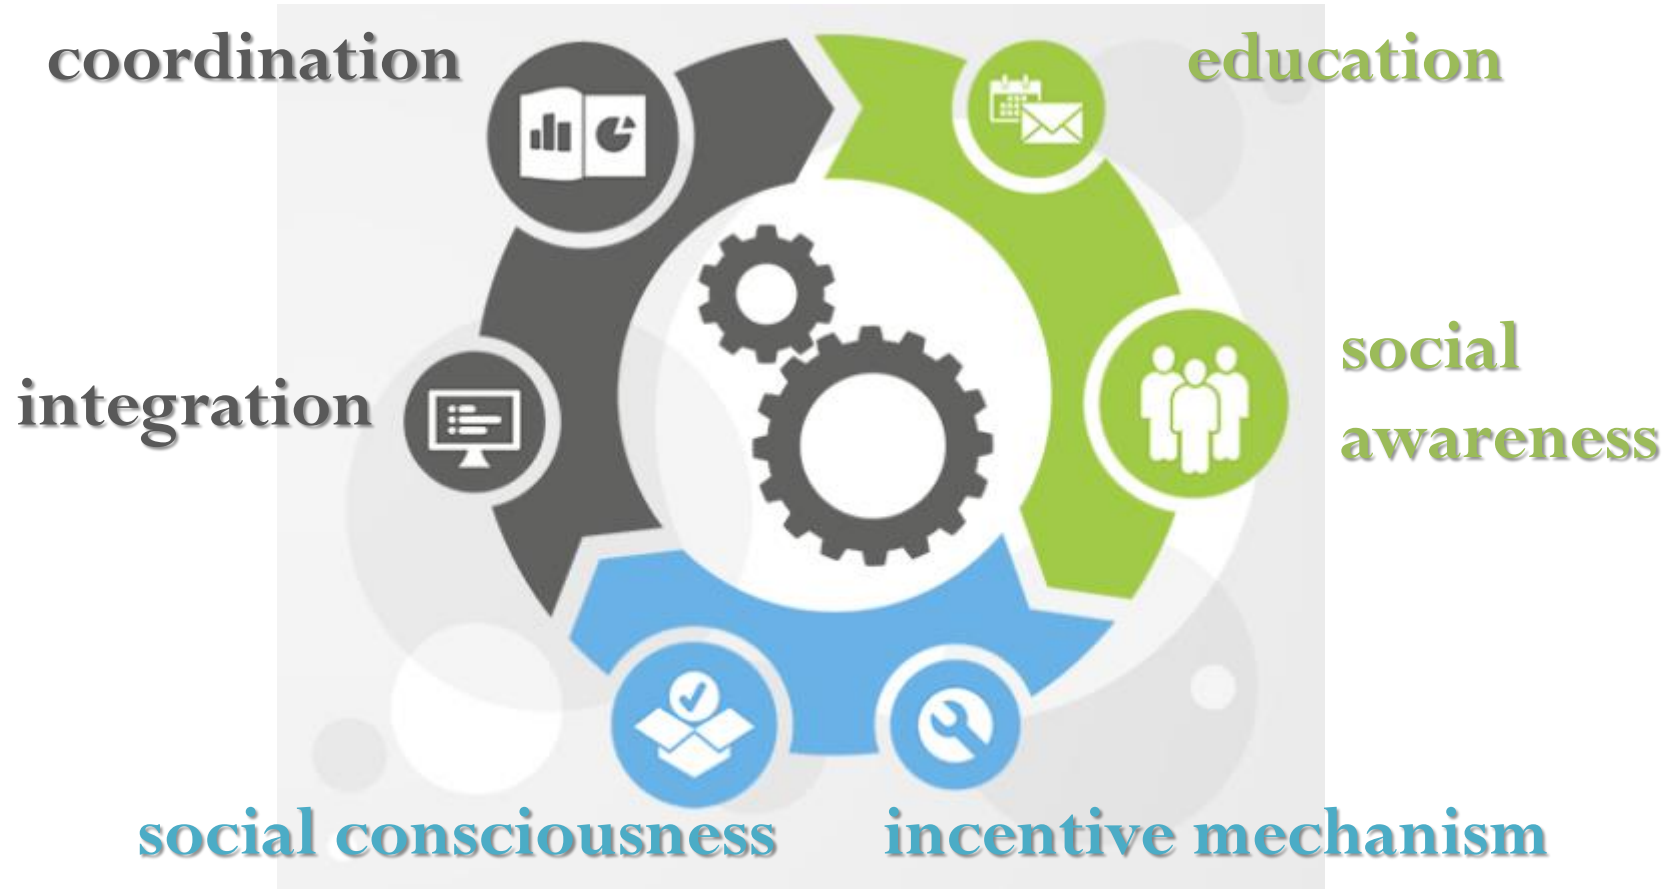 coordination
education
integration
social
awareness
social consciousness
incentive mechanism